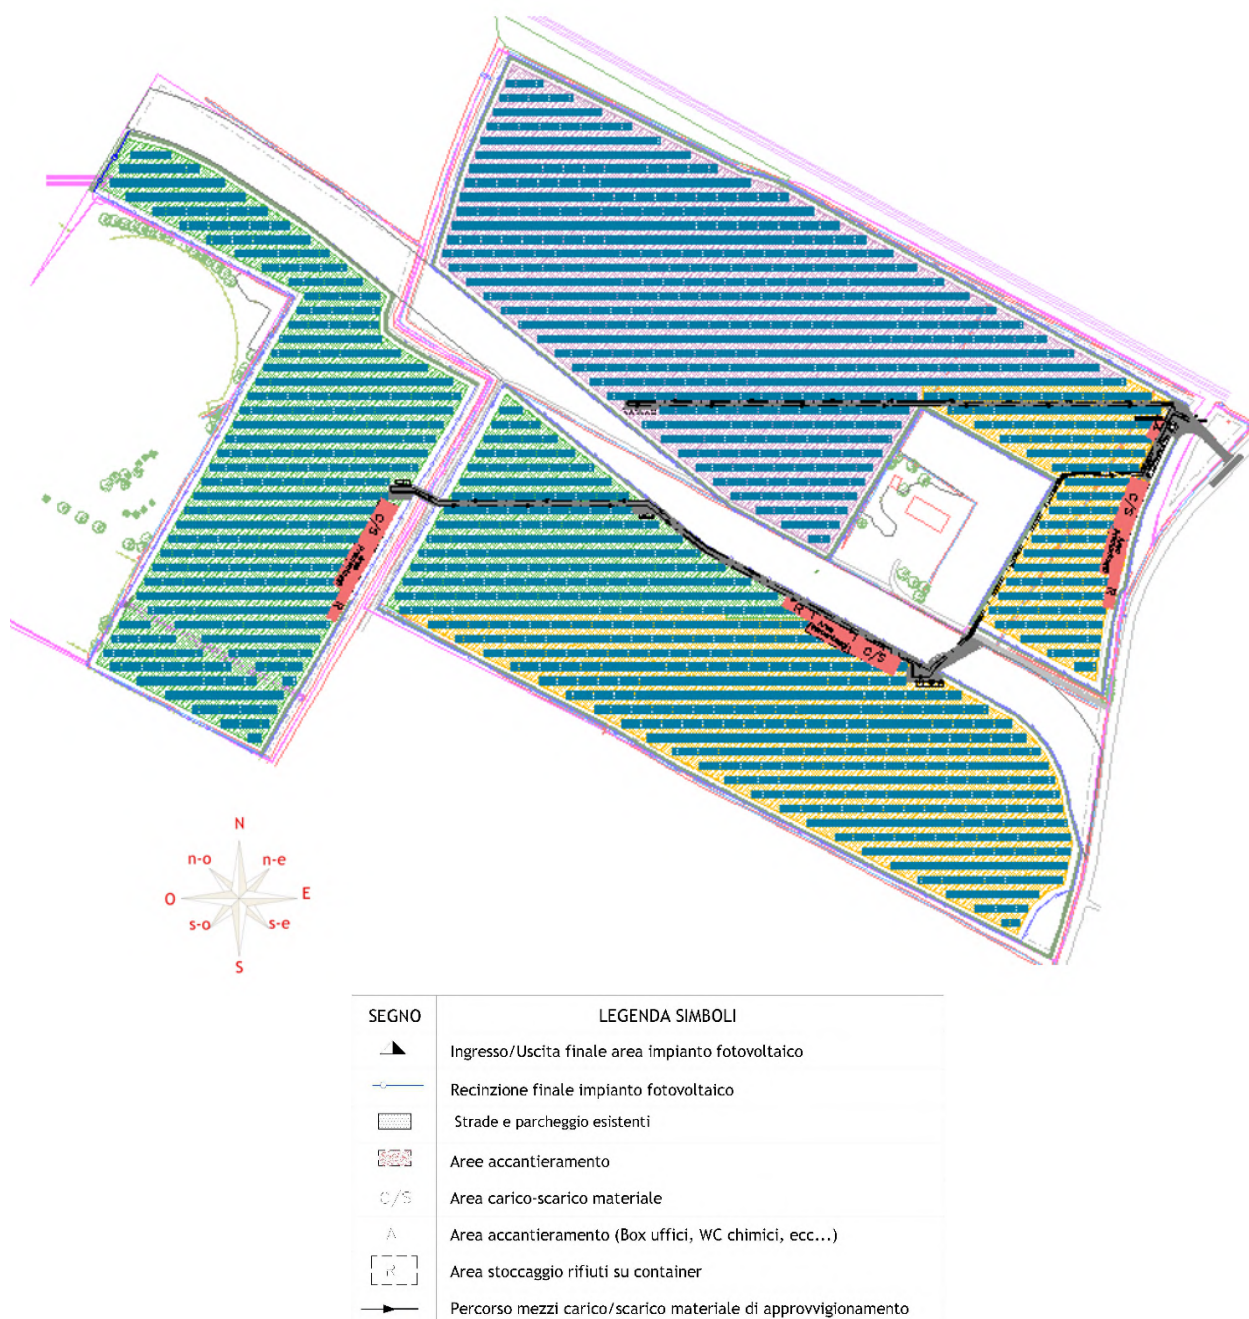 A
C/S
C/S
R
R
R
C/S
N
n-o
n-e
O
E
s-o
s-e
S
SEGNO
LEGENDA SIMBOLI
Ingresso/Uscita finale area impianto fotovoltaico
Recinzione finale impianto fotovoltaico
Strade e parcheggio esistenti
Aree accantieramento
C/S
Area carico-scarico materiale
A
Area accantieramento (Box uffici, WC chimici, ecc...)
R
Area stoccaggio rifiuti su container
Percorso mezzi carico/scarico materiale di approvvigionamento